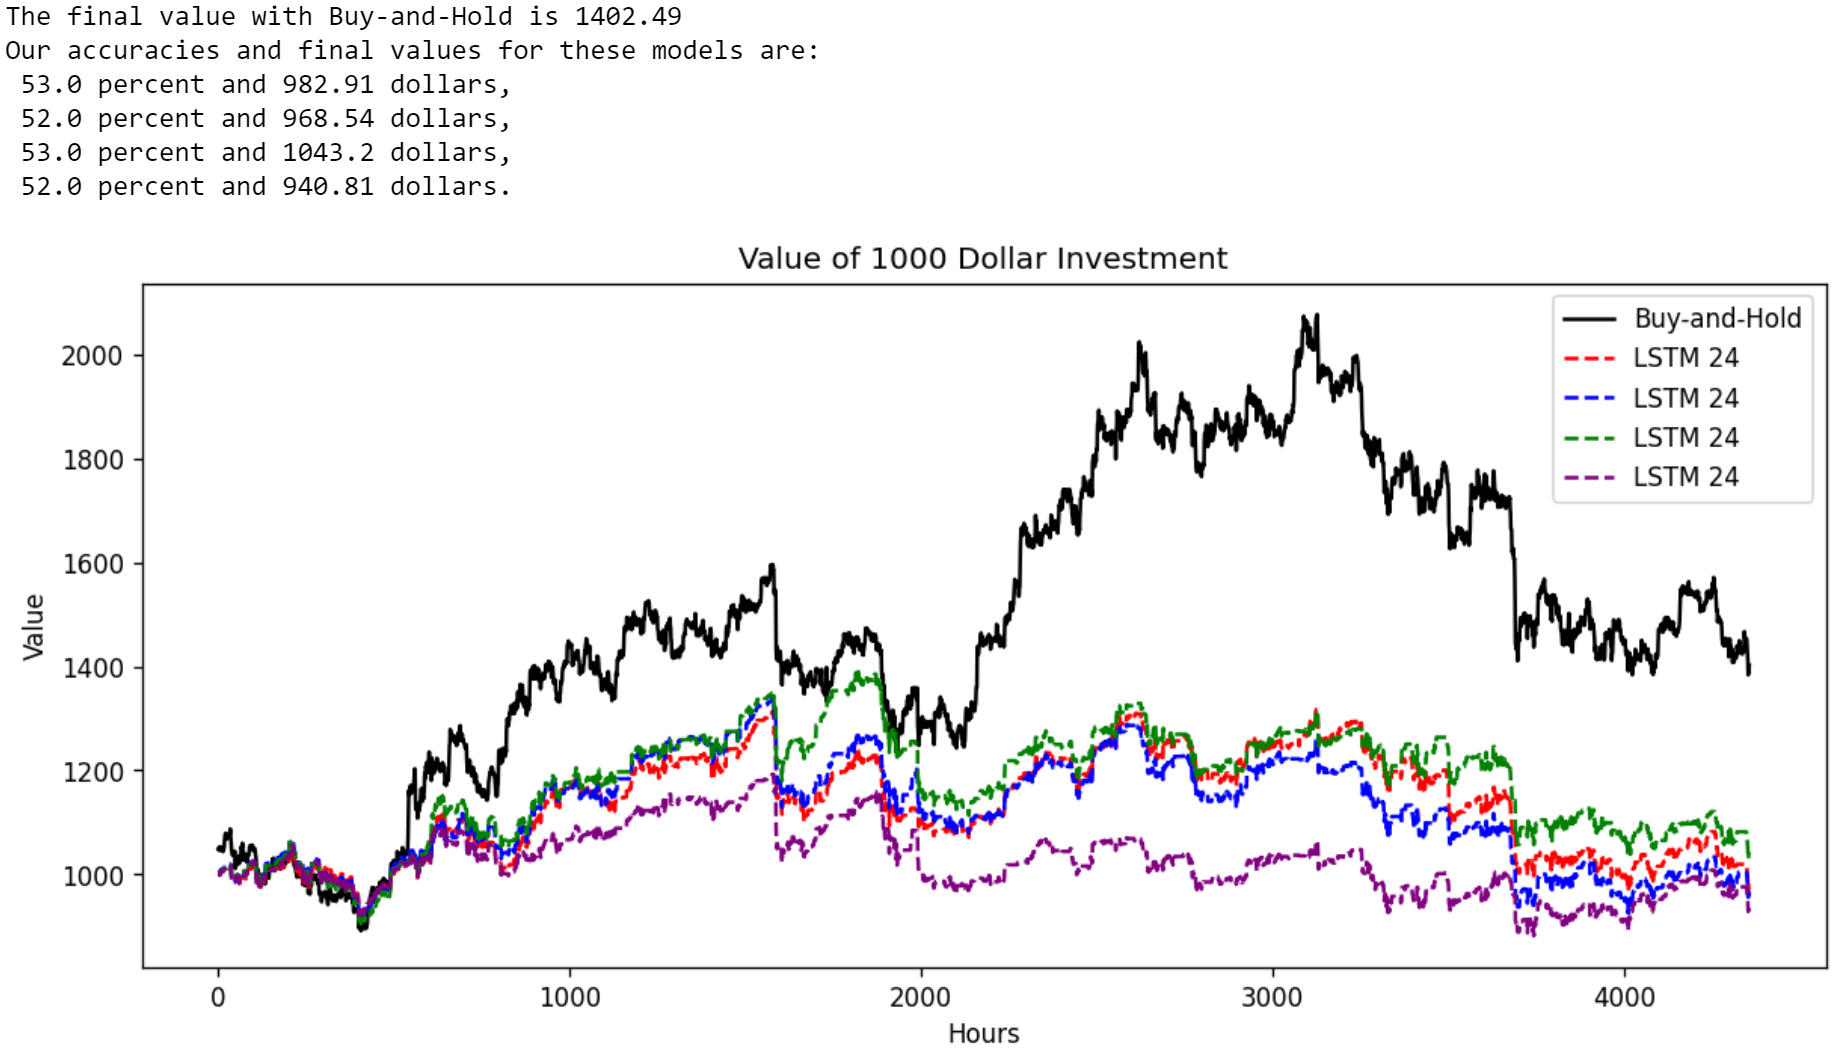 The final value with Buy-and-Hold is 1402.49
Our accuracies and final values for these models are:
53.0 percent and 982.91 dollars,
52.0 percent and 968.54 dollars,
53.0 percent and 1043.2 dollars,
52.0 percent and 940.81 dollars.
Value of 1000 Dollar Investment
Buy-and-Hold
LSTM 24
LSTM 24
LSTM 24
LSTM 24
2000
1800
1600
1400
1200
1000
Value
0 1000 2000 3000 4000
Hours